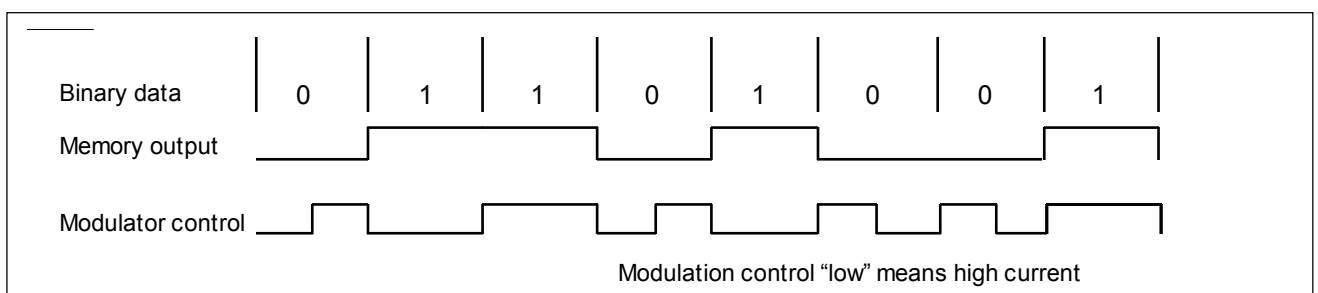 Binary data 0 1 1 0 1 0 0 1
Memory output
Modulator control
Modulation control “low” means high current